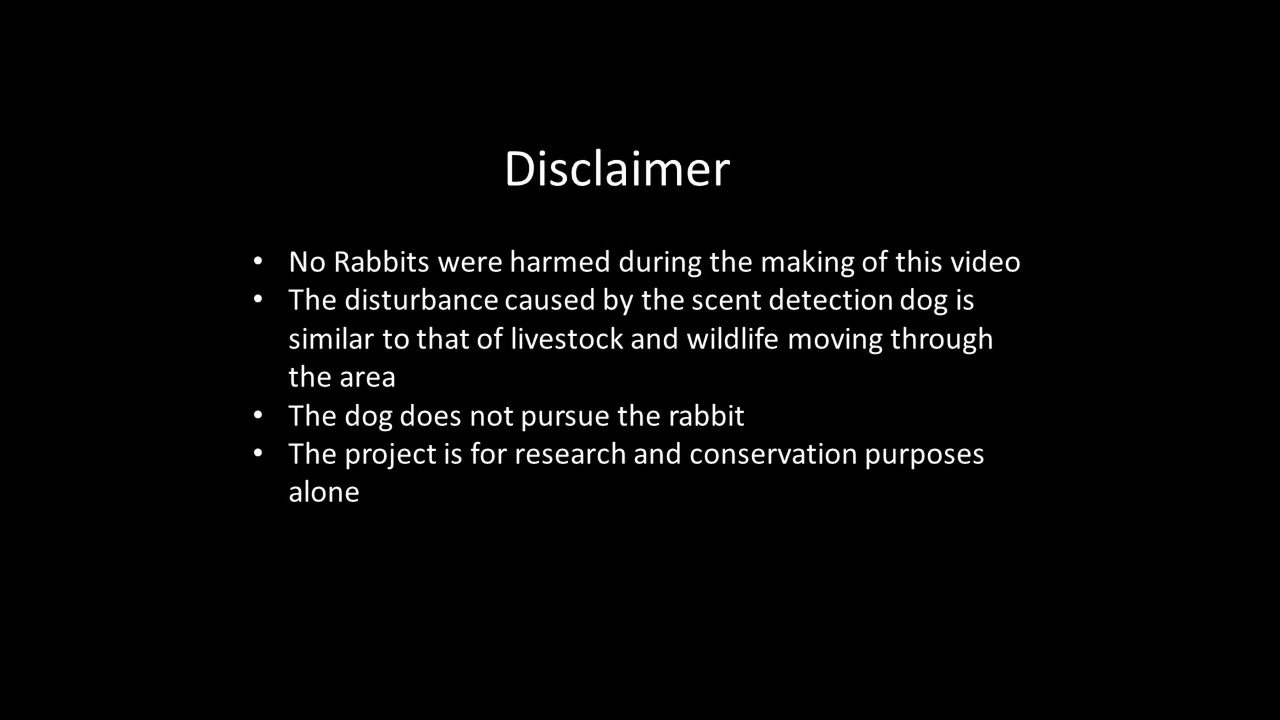 Disclaimer
• No Rabbits were harmed during the making of this video
• The disturbance caused by the scent detection dog is
similar to that of livestock and wildlife moving through
the area
• The dog does not pursue the rabbit
• The project is for research and conservation purposes
alone